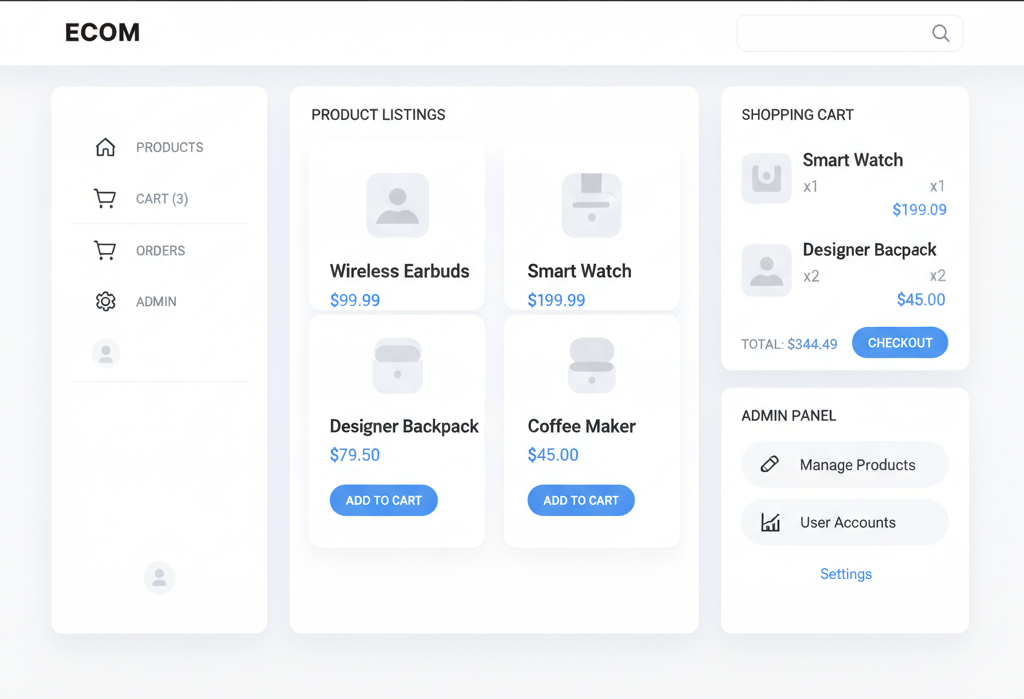 ECOM
PRODUCTS
CART (3)
ORDERS
ADMIN
PRODUCT LISTINGS
Wireless Earbuds
$99.99
Smart Watch
$199.99
Designer Backpack
$79.50
ADD TO CART
Coffee Maker
$45.00
ADD TO CART
SHOPPING CART
Smart Watch
x1 x1
$199.09
Designer Bacpack
x2 x2
$45.00
TOTAL: $344.49 CHECKOUT
ADMIN PANEL
Manage Products
User Accounts
Settings